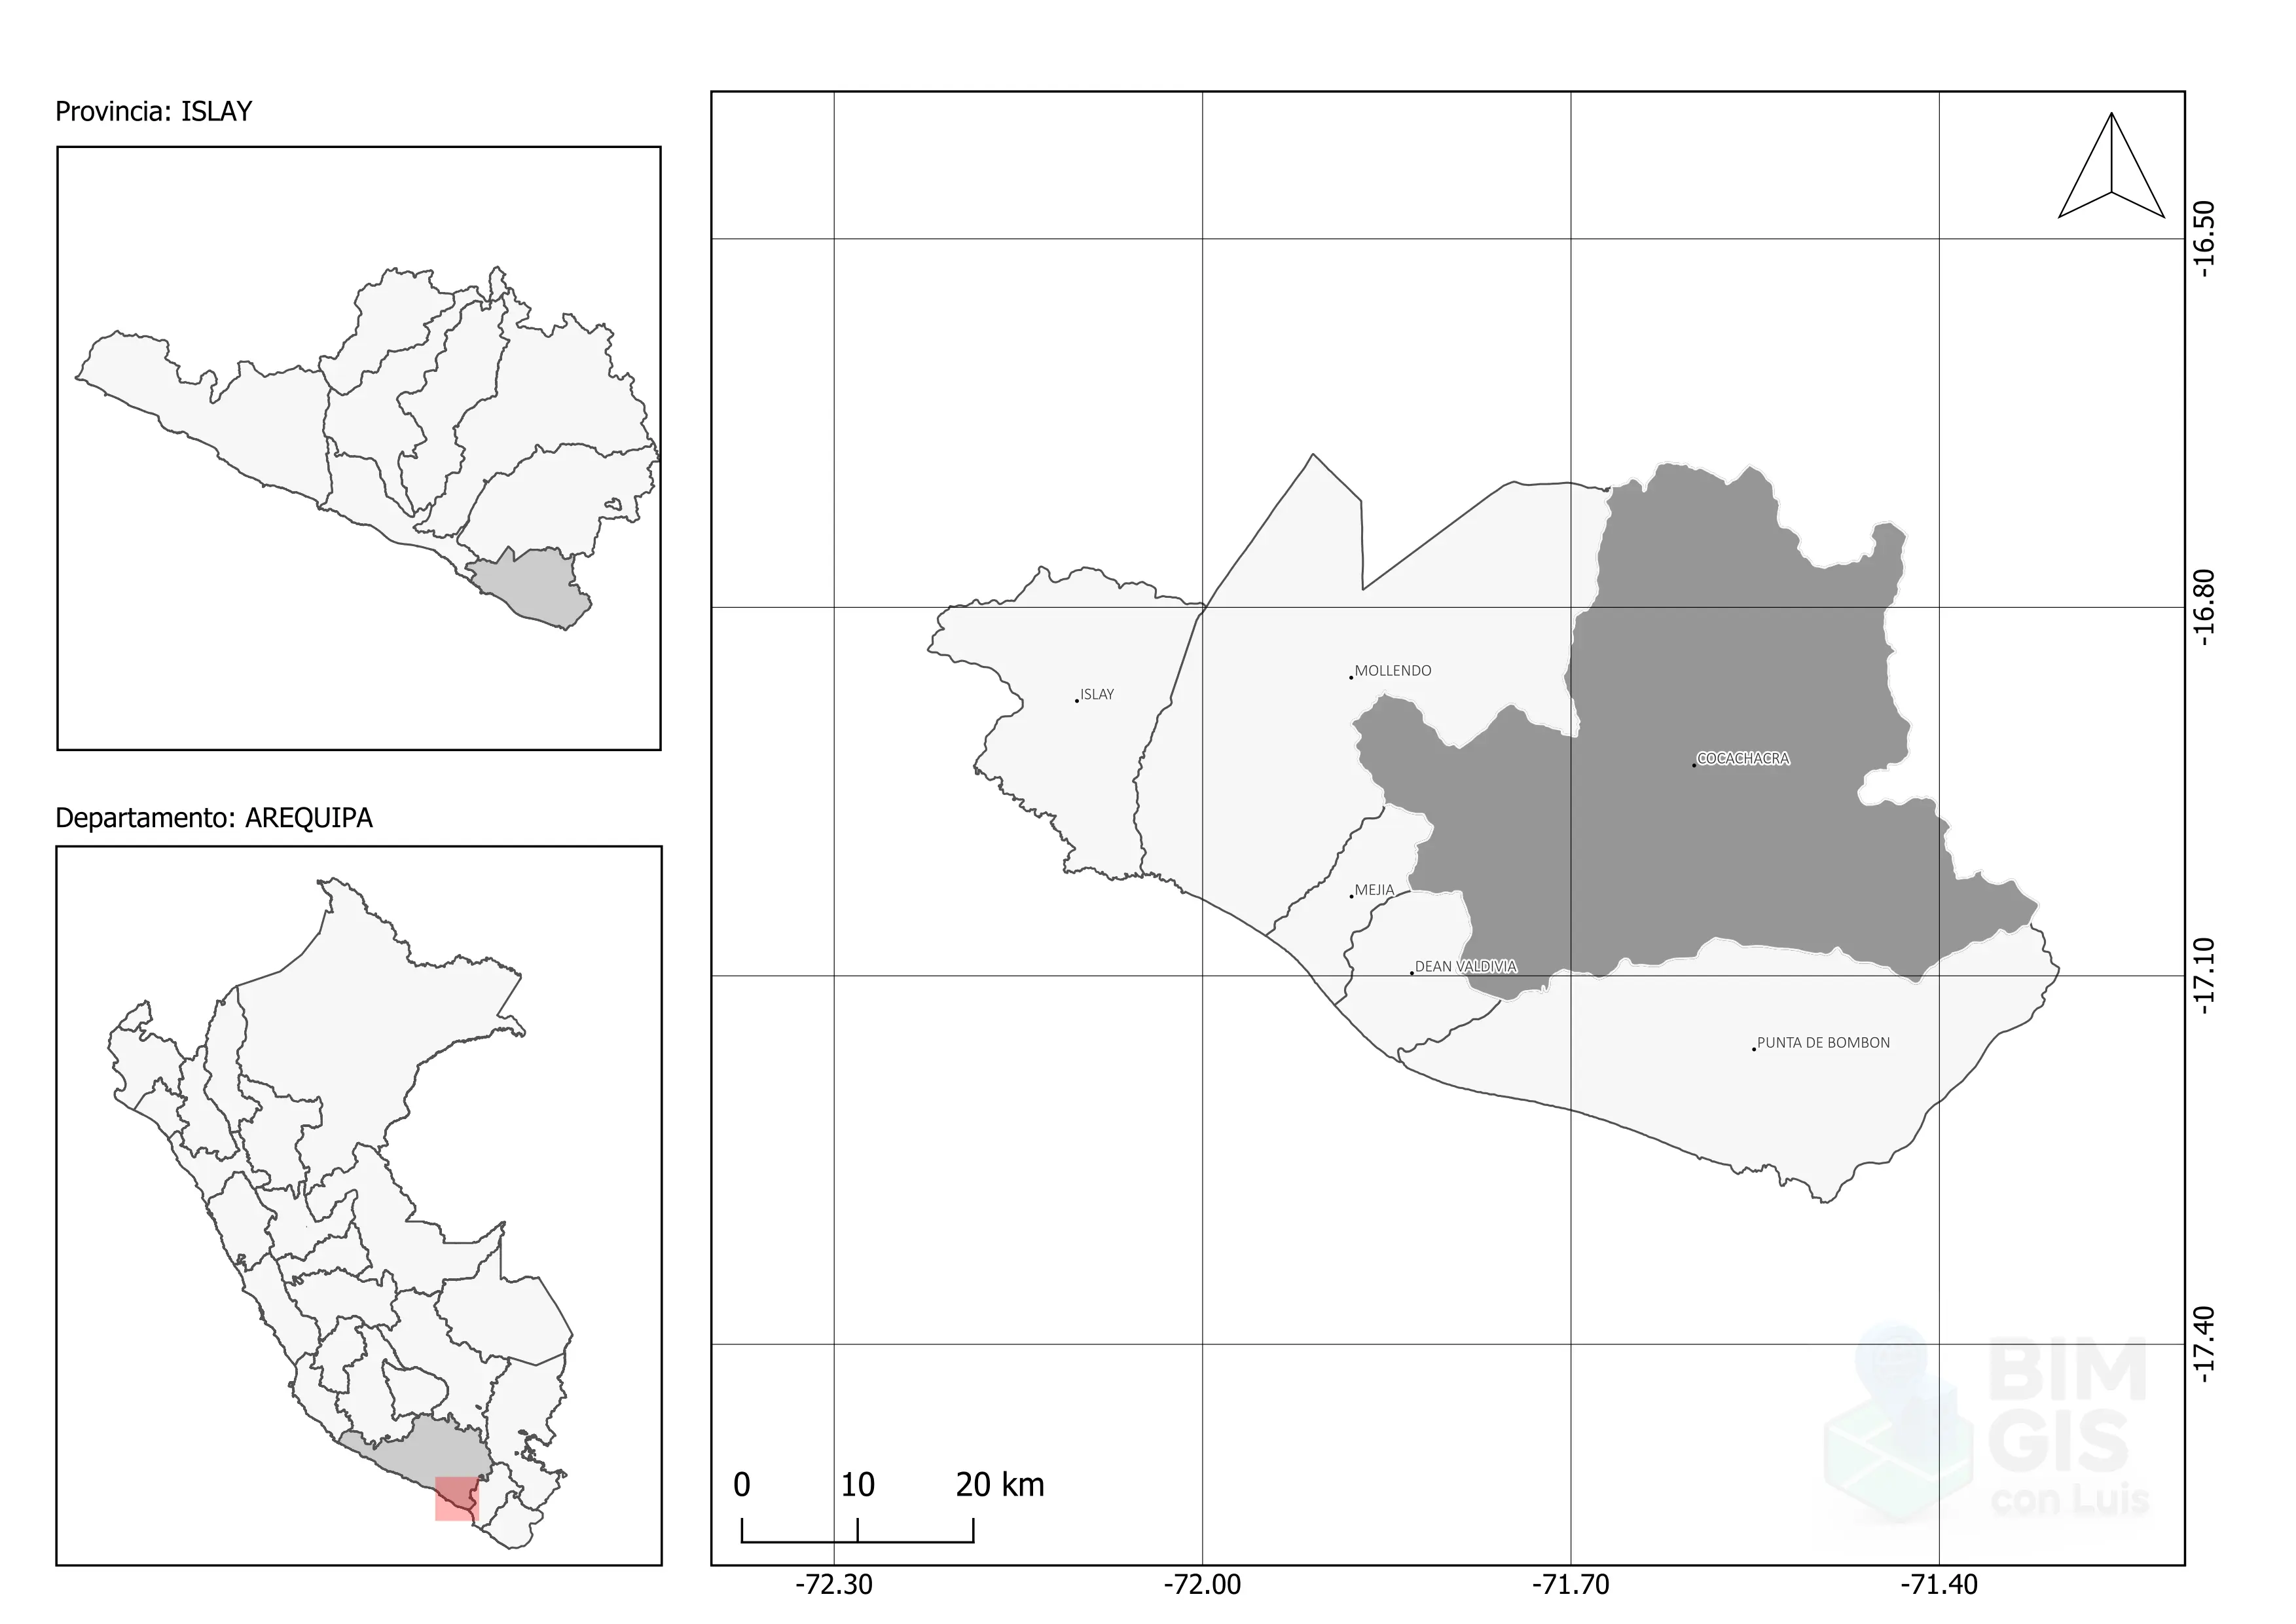 Provincia: ISLAY
Departamento: AREQUIPA
ISLAY
MOLLENDO
COCACHACRA
MEJIA
DEAN VALDIVIA
PUNTA DE BOMBON
-16.50
-16.80
-17.10
-17.40
0 10 20 km
-72.30 -72.00 -71.70 -71.40
BIM
GIS
con Luis